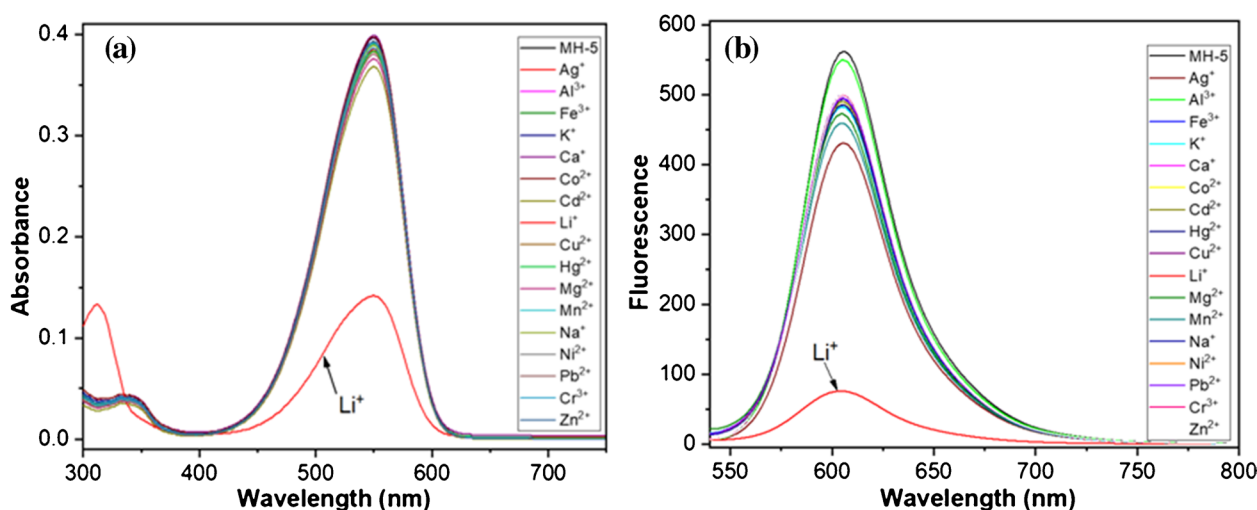 (a)
Absorbance
0.4
0.3
0.2
0.1
0.0
300
400
500
600
700
Wavelength (nm)
Li⁺
MH-5
Ag⁺
Al³⁺
Fe³⁺
K⁺
Ca⁺
Co²⁺
Cd²⁺
Li⁺
Cu²⁺
Hg²⁺
Mg²⁺
Mn²⁺
Na⁺
Ni²⁺
Pb²⁺
Cr³⁺
Zn²⁺
(b)
Fluorescence
600
500
400
300
200
100
0
550
600
650
700
750
800
Wavelength (nm)
Li⁺
MH-5
Ag⁺
Al³⁺
Fe³⁺
K⁺
Ca⁺
Co²⁺
Cd²⁺
Hg²⁺
Cu²⁺
Li⁺
Mg²⁺
Mn²⁺
Na⁺
Ni²⁺
Pb²⁺
Cr³⁺
Zn²⁺